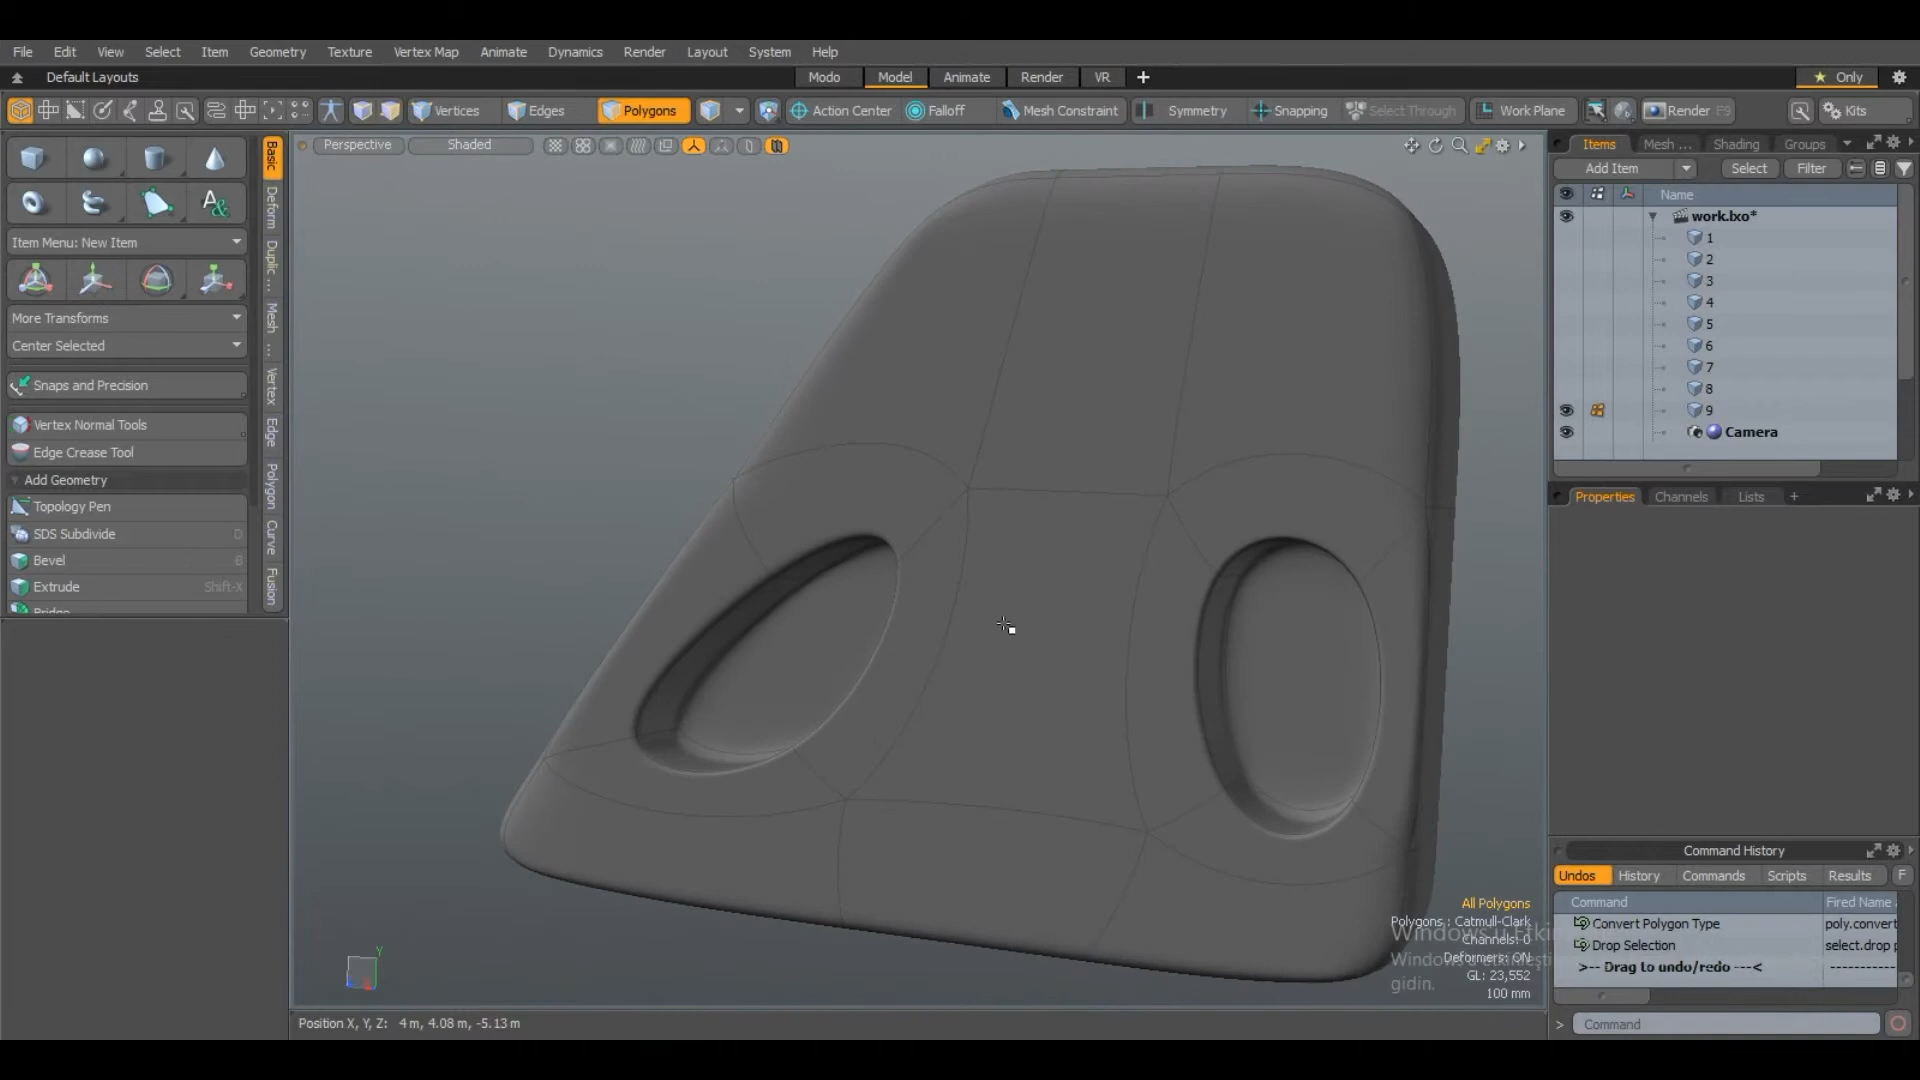 File Edit View Select Item Geometry Texture Vertex Map Animate Dynamics Render Layout System Help
Default Layouts Modo Model Animate Render VR + Only
Vertices Edges Polygons Action Center Falloff Mesh Constraint Symmetry Snapping Select Through Work Plane Render F9 Kits
Basic
Deform
Duplic ...
Mesh ...
Vertex
Edge
Polygon
Curve
Fusion
Item Menu: New Item
More Transforms
Center Selected
Snaps and Precision
Vertex Normal Tools
Edge Crease Tool
Add Geometry
Topology Pen
SDS Subdivide D
Bevel B
Extrude Shift-X
Perspective Shaded
All Polygons
Polygons : Catmull-Clark
Channels: 0
Deformers: ON
GL: 23,552
100 mm
gidin.
Y
Position X, Y, Z: 4 m, 4.08 m, -5.13 m
Items Mesh ... Shading Groups
Add Item Select Filter
Name
work.lxo*
1
2
3
4
5
6
7
8
9
Camera
Properties Channels Lists +
Command History
Undos History Commands Scripts Results F
Command Fired Name
Convert Polygon Type poly.convert
Drop Selection select.drop p
>-- Drag to undo/redo ---< -----------
> Command